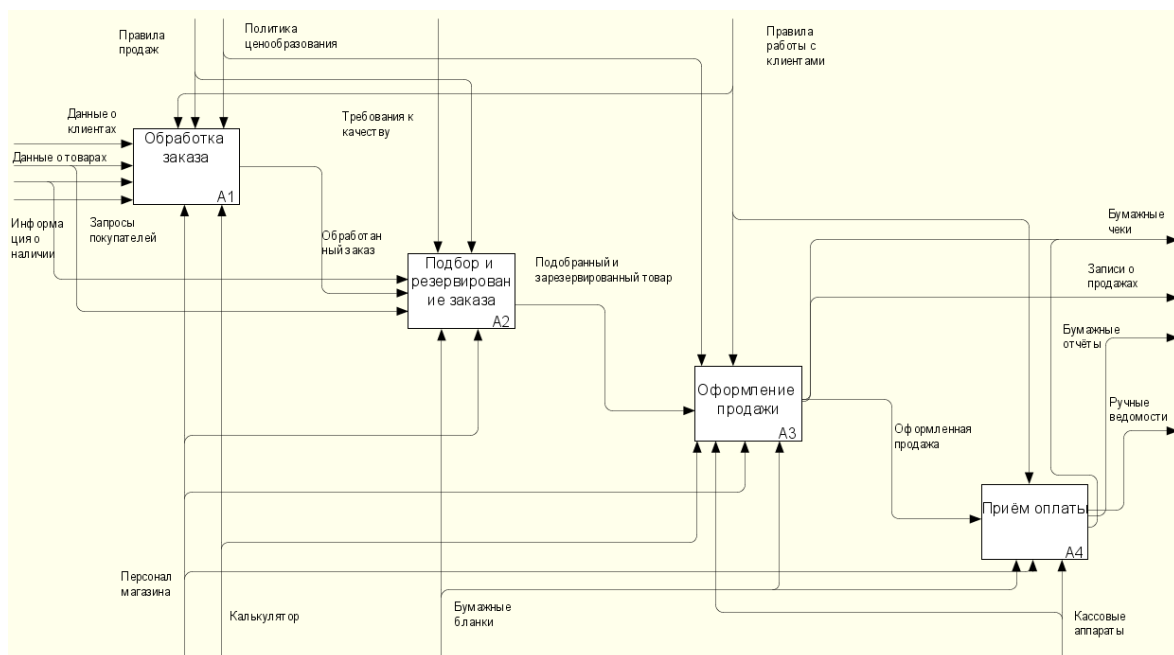 Правила
продаж
Политика
ценообразования
Правила
работы с
клиентами
Данные о
клиентах
Требования к
качеству
Обработка
заказа
A1
Данные о товарах
Информа
ция о
наличии
Запросы
покупателей
Обработан
ный заказ
Бумажные
чеки
Подбор и
резервирован
ие заказа
A2
Подобранный и
зарезервированный товар
Записи о
продажах
Бумажные
отчёты
Оформление
продажи
A3
Оформленная
продажа
Ручные
ведомости
Приём оплаты
A4
Персонал
магазина
Калькулятор
Бумажные
бланки
Кассовые
аппараты